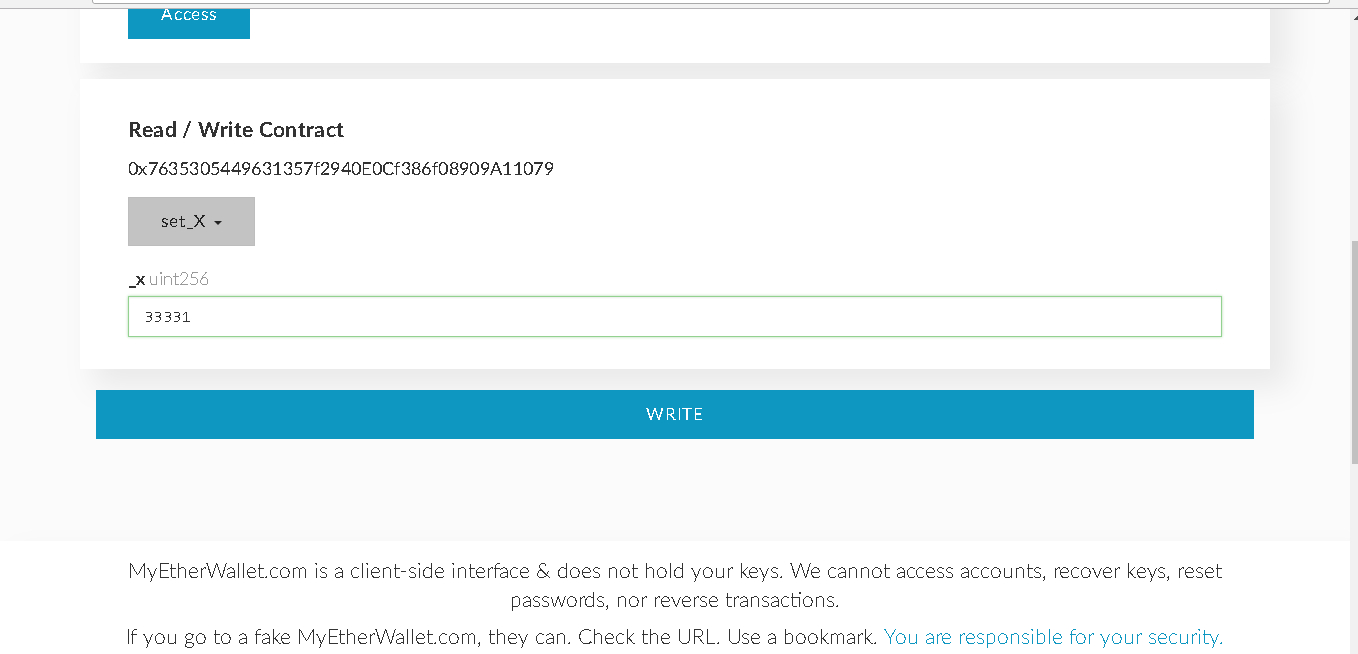 Access
Read / Write Contract
0x7635305449631357f2940E0Cf386f08909A11079
set_X
_x uint256
33331
WRITE
MyEtherWallet.com is a client-side interface & does not hold your keys. We cannot access accounts, recover keys, reset
passwords, nor reverse transactions.
If you go to a fake MyEtherWallet.com, they can. Check the URL. Use a bookmark. You are responsible for your security.